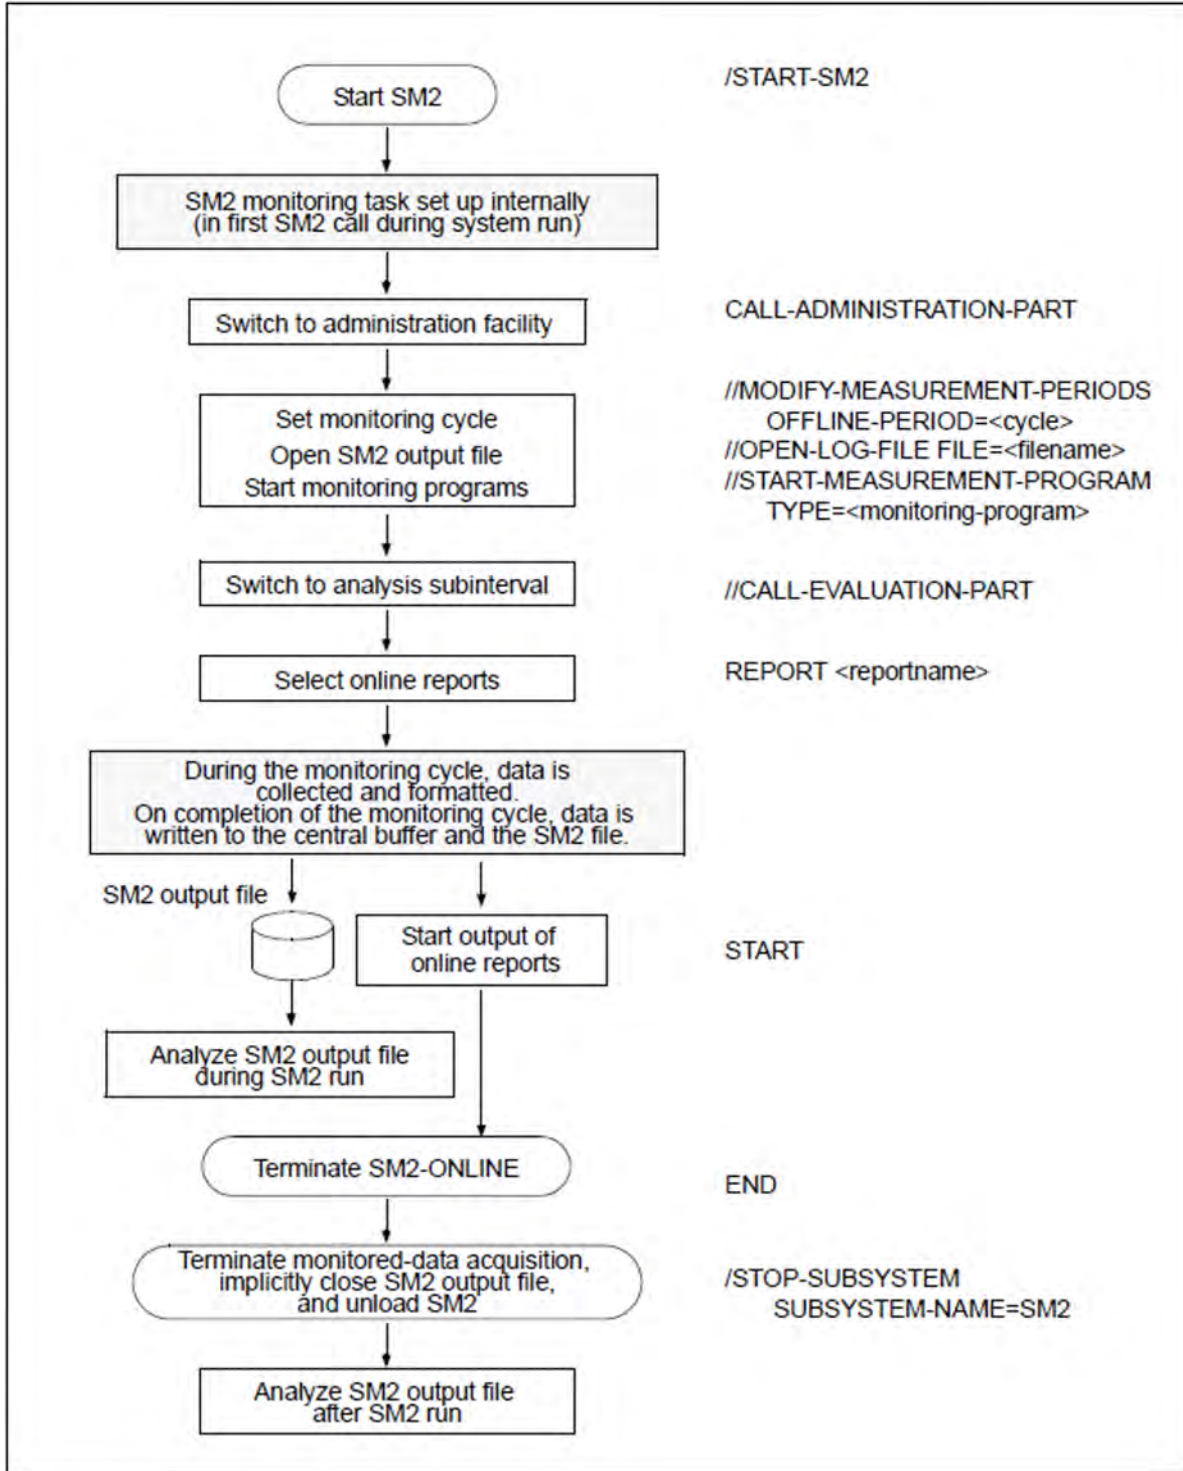 Start SM2
/START-SM2
SM2 monitoring task set up internally
(in first SM2 call during system run)
Switch to administration facility
CALL-ADMINISTRATION-PART
Set monitoring cycle
Open SM2 output file
Start monitoring programs
//MODIFY-MEASUREMENT-PERIODS
OFFLINE-PERIOD=<cycle>
//OPEN-LOG-FILE FILE=<filename>
//START-MEASUREMENT-PROGRAM
TYPE=<monitoring-program>
Switch to analysis subinterval
//CALL-EVALUATION-PART
Select online reports
REPORT <reportname>
During the monitoring cycle, data is
collected and formatted.
On completion of the monitoring cycle, data is
written to the central buffer and the SM2 file.
SM2 output file
Start output of
online reports
START
Analyze SM2 output file
during SM2 run
Terminate SM2-ONLINE
END
Terminate monitored-data acquisition,
implicitly close SM2 output file,
and unload SM2
/STOP-SUBSYSTEM
SUBSYSTEM-NAME=SM2
Analyze SM2 output file
after SM2 run